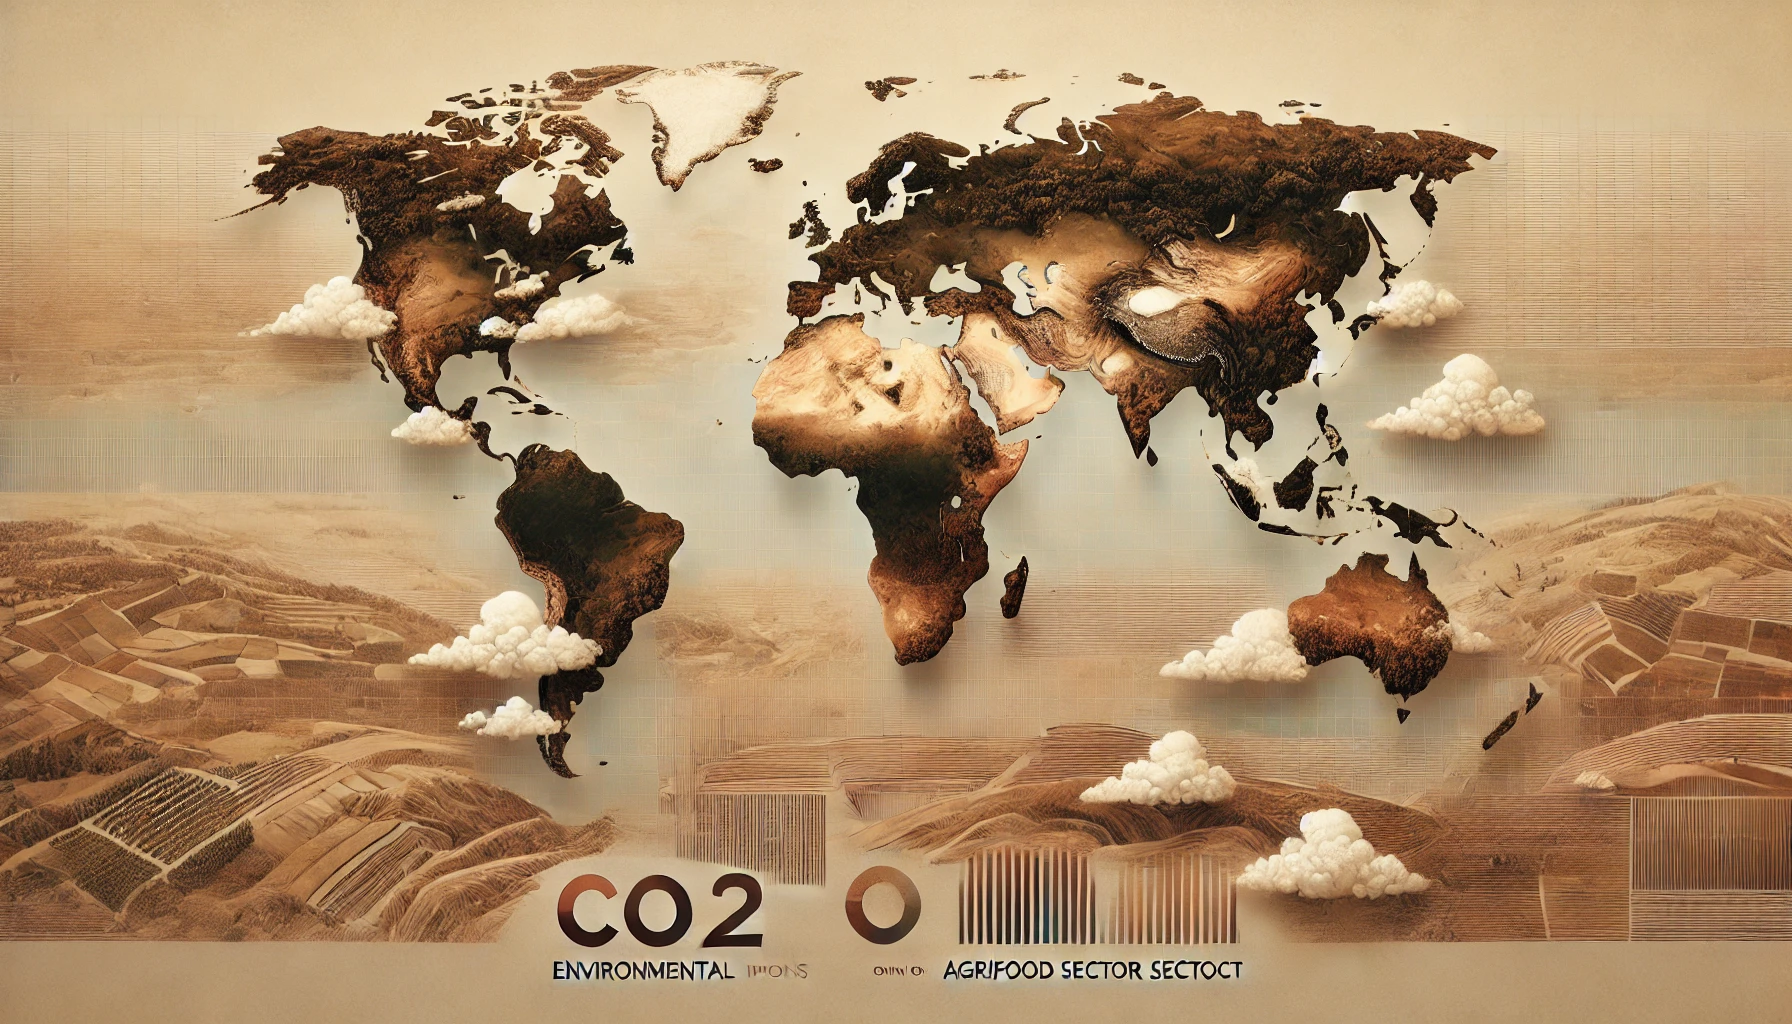 CO2
ENVIRONMENTAL
AGRIFOOD SECTOR SECTOCT